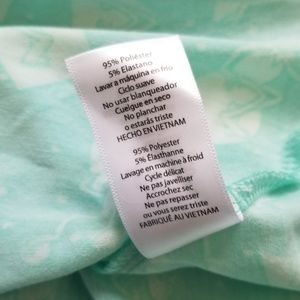 95% Poliéster
5% Elastano
Lavar a máquina en frío
Ciclo suave
No usar blanqueador
Cuelgue en seco
No planchar
o estarás triste
HECHO EN VIETNAM
95% Polyester
5% Élasthanne
Lavage en machine à froid
Cycle délicat
Ne pas javelliser
Accrochez sec
Ne pas repasser
ou vous serez triste
FABRIQUÉ AU VIETNAM